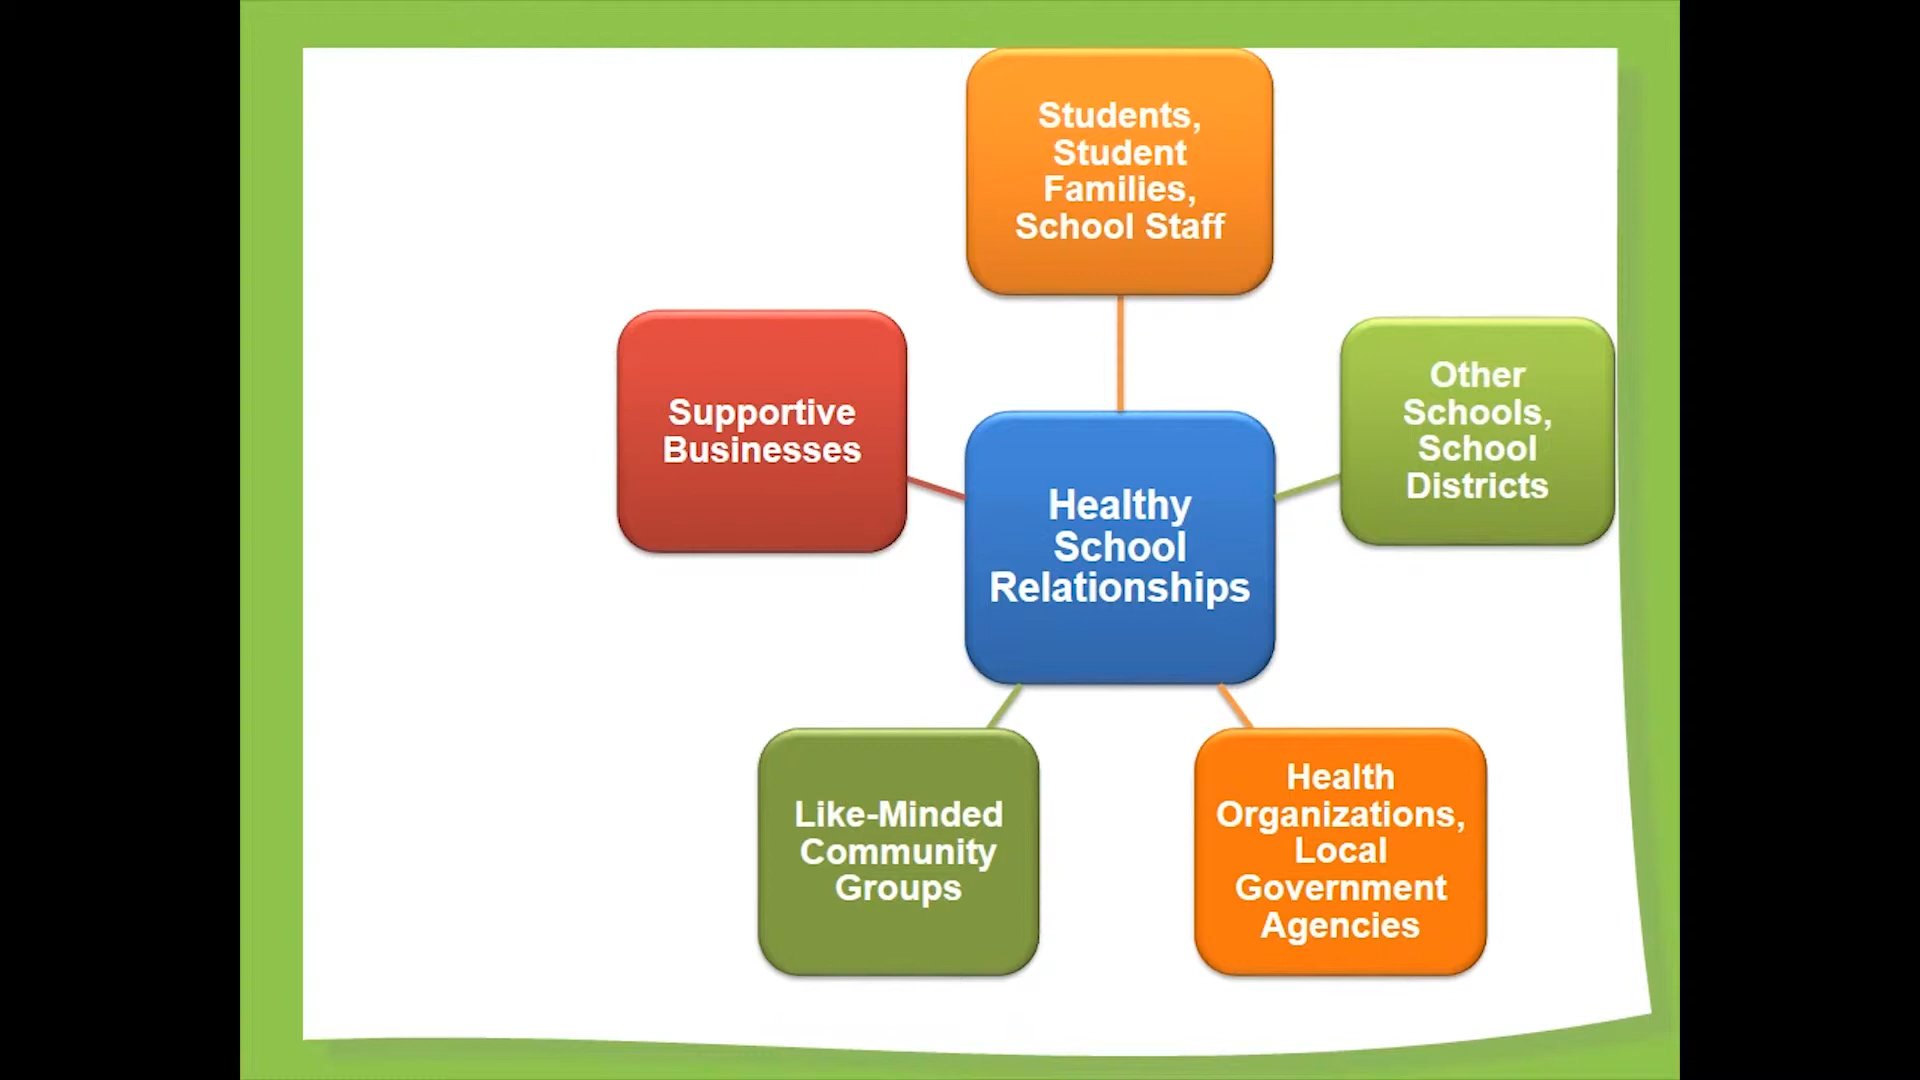 Students,
Student
Families,
School Staff
Supportive
Businesses
Other
Schools,
School
Districts
Healthy
School
Relationships
Like-Minded
Community
Groups
Health
Organizations,
Local
Government
Agencies